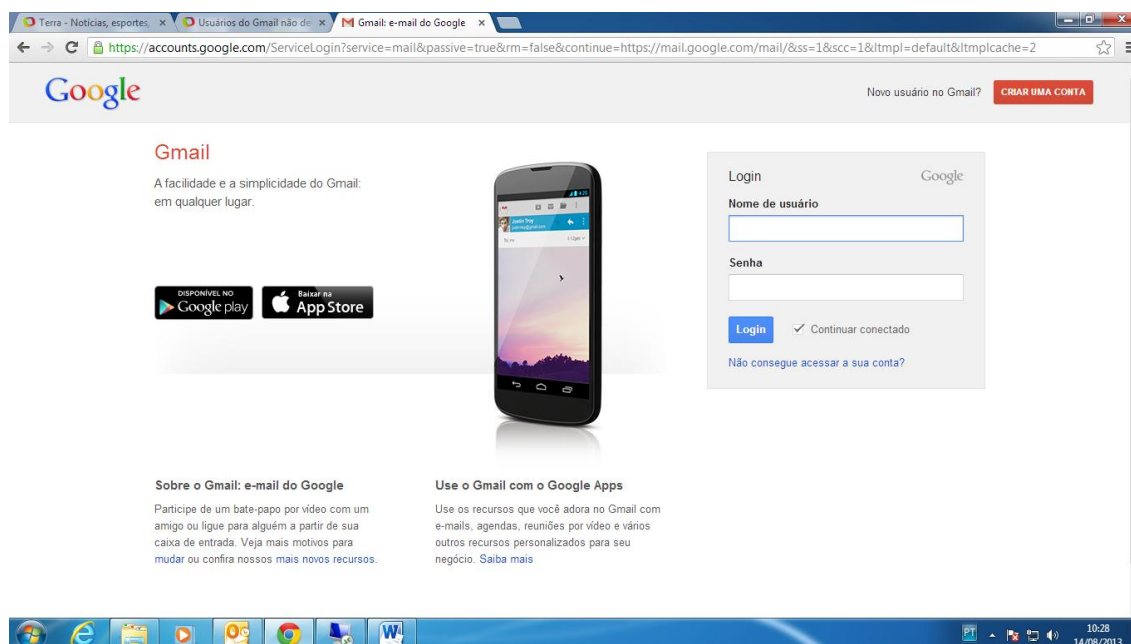 Terra - Notícias, esportes,
Usuários do Gmail não de
Gmail: e-mail do Google
https://accounts.google.com/ServiceLogin?service=mail&passive=true&rm=false&continue=https://mail.google.com/mail/&ss=1&scc=1&ltmpl=default&ltmplcache=2
Google
Novo usuário no Gmail?
CRIAR UMA CONTA
Gmail
A facilidade e a simplicidade do Gmail:
em qualquer lugar.
DISPONÍVEL NO
Google play
Baixar na
App Store
4:20
Justin Troy
Login
Google
Nome de usuário
Senha
Login
Continuar conectado
Não consegue acessar a sua conta?
Sobre o Gmail: e-mail do Google
Participe de um bate-papo por vídeo com um
amigo ou ligue para alguém a partir de sua
caixa de entrada. Veja mais motivos para
mudar ou confira nossos mais novos recursos.
Use o Gmail com o Google Apps
Use os recursos que você adora no Gmail com
e-mails, agendas, reuniões por vídeo e vários
outros recursos personalizados para seu
negócio. Saiba mais
PT
10:28
14/08/2013